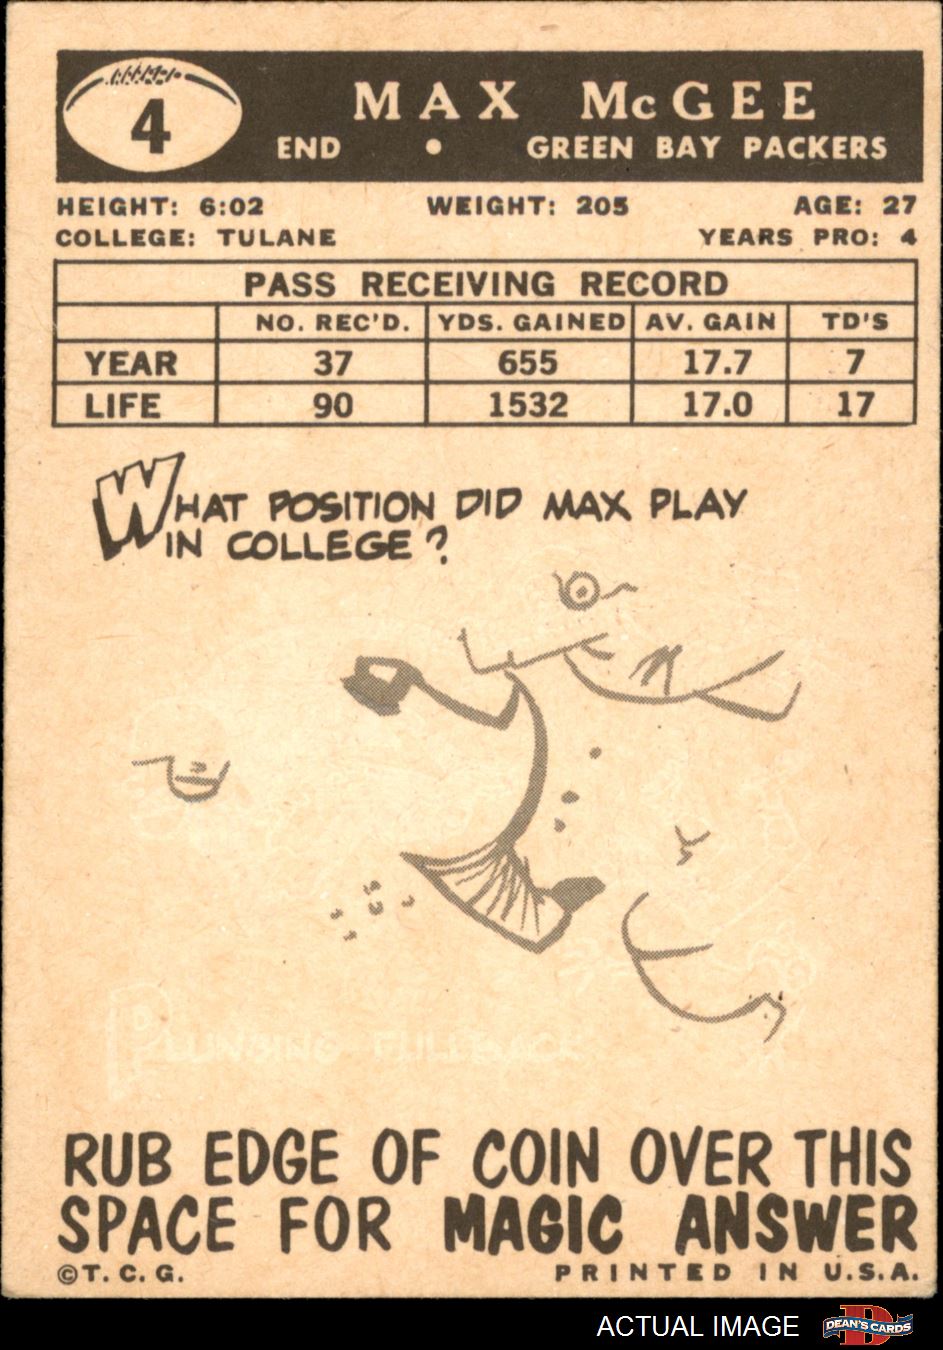 4
MAX McGEE
END • GREEN BAY PACKERS
HEIGHT: 6:02 WEIGHT: 205 AGE: 27
COLLEGE: TULANE YEARS PRO: 4
PASS RECEIVING RECORD
NO. REC'D. YDS. GAINED AV. GAIN TD'S
YEAR 37 655 17.7 7
LIFE 90 1532 17.0 17
WHAT POSITION DID MAX PLAY
IN COLLEGE?
PLUNGING FULLBACK
RUB EDGE OF COIN OVER THIS
SPACE FOR MAGIC ANSWER
©T. C. G. PRINTED IN U.S.A.
ACTUAL IMAGE DEAN'S CARDS